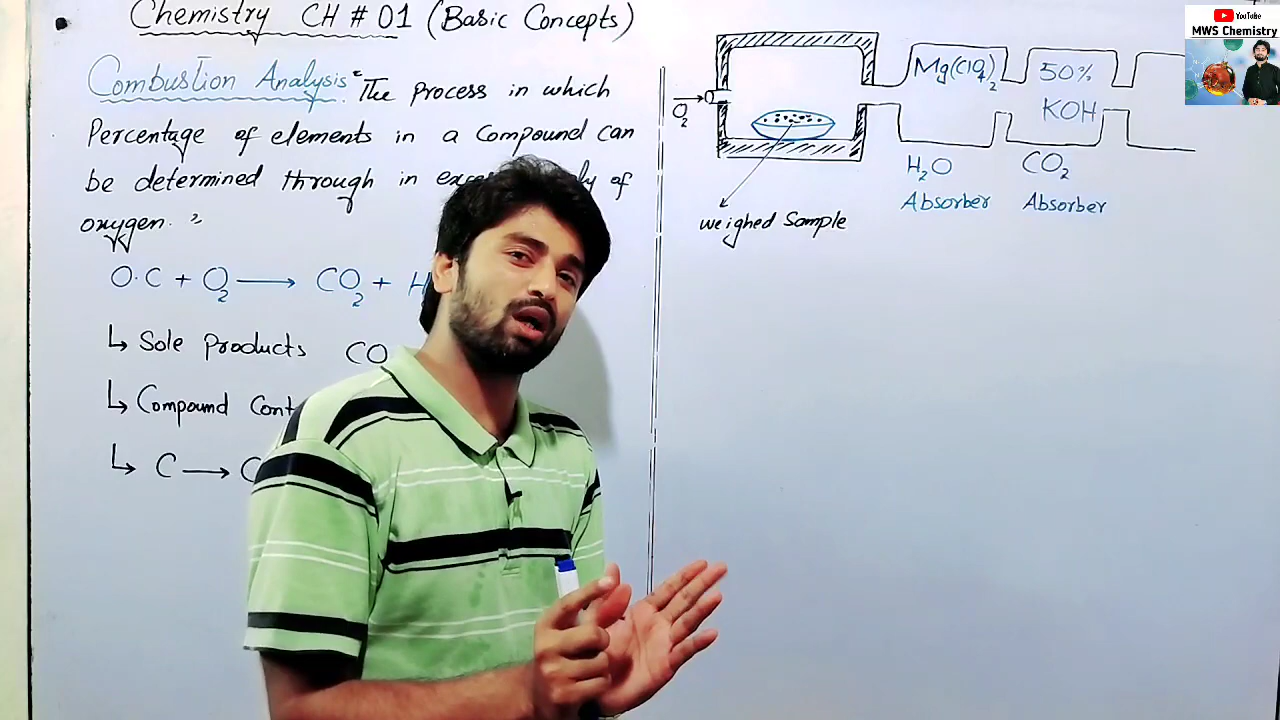 Chemistry CH # 01 (Basic Concepts)
Combustion Analysis "The Process in which
Percentage of elements in a Compound can
be determined through in of
oxygen."
O.C + O₂ ⟶ CO₂ +
↳ Sole Products CO
↳ Compound
↳ C ⟶
O₂
Mg(ClO₄)₂
50%
KOH
H₂O
Absorber
CO₂
Absorber
weighed Sample
YouTube
MWS Chemistry